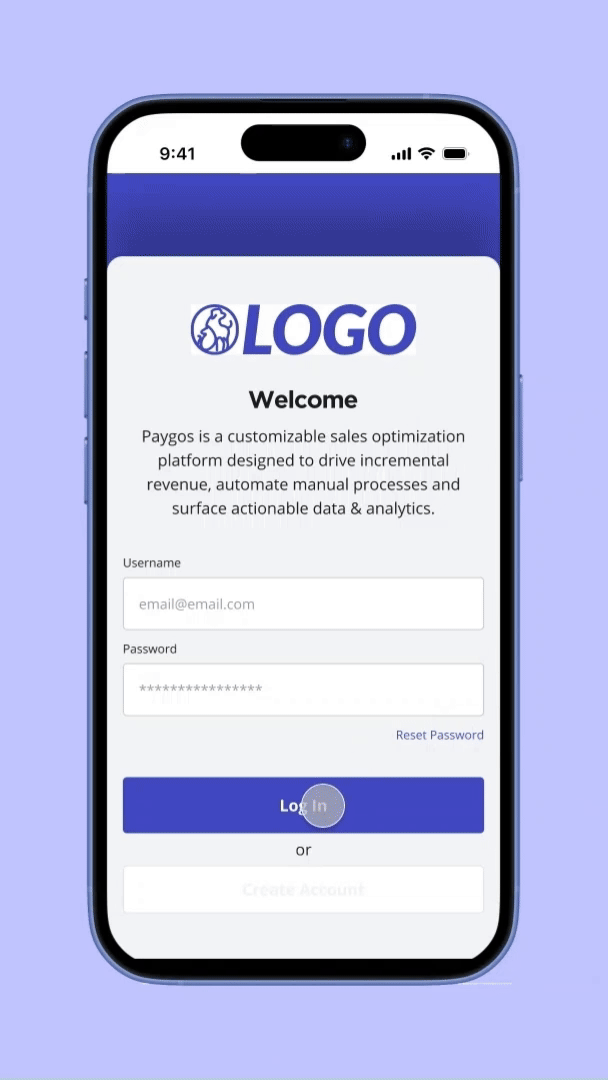 9:41
LOGO
Welcome
Paygos is a customizable sales optimization
platform designed to drive incremental
revenue, automate manual processes and
surface actionable data & analytics.
Username
email@email.com
Password
****************
Reset Password
Log In
or
Create Account